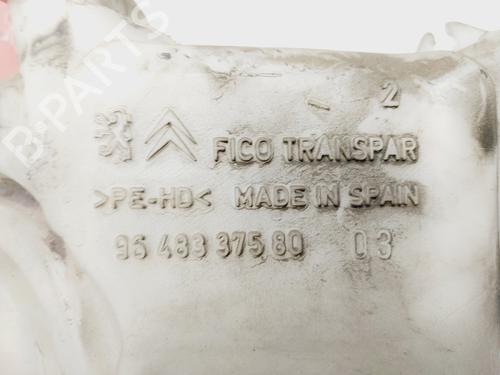 B-PARTS
2
FICO TRANSPAR
>PE-HD< MADE IN SPAIN
96 483 375 80 03